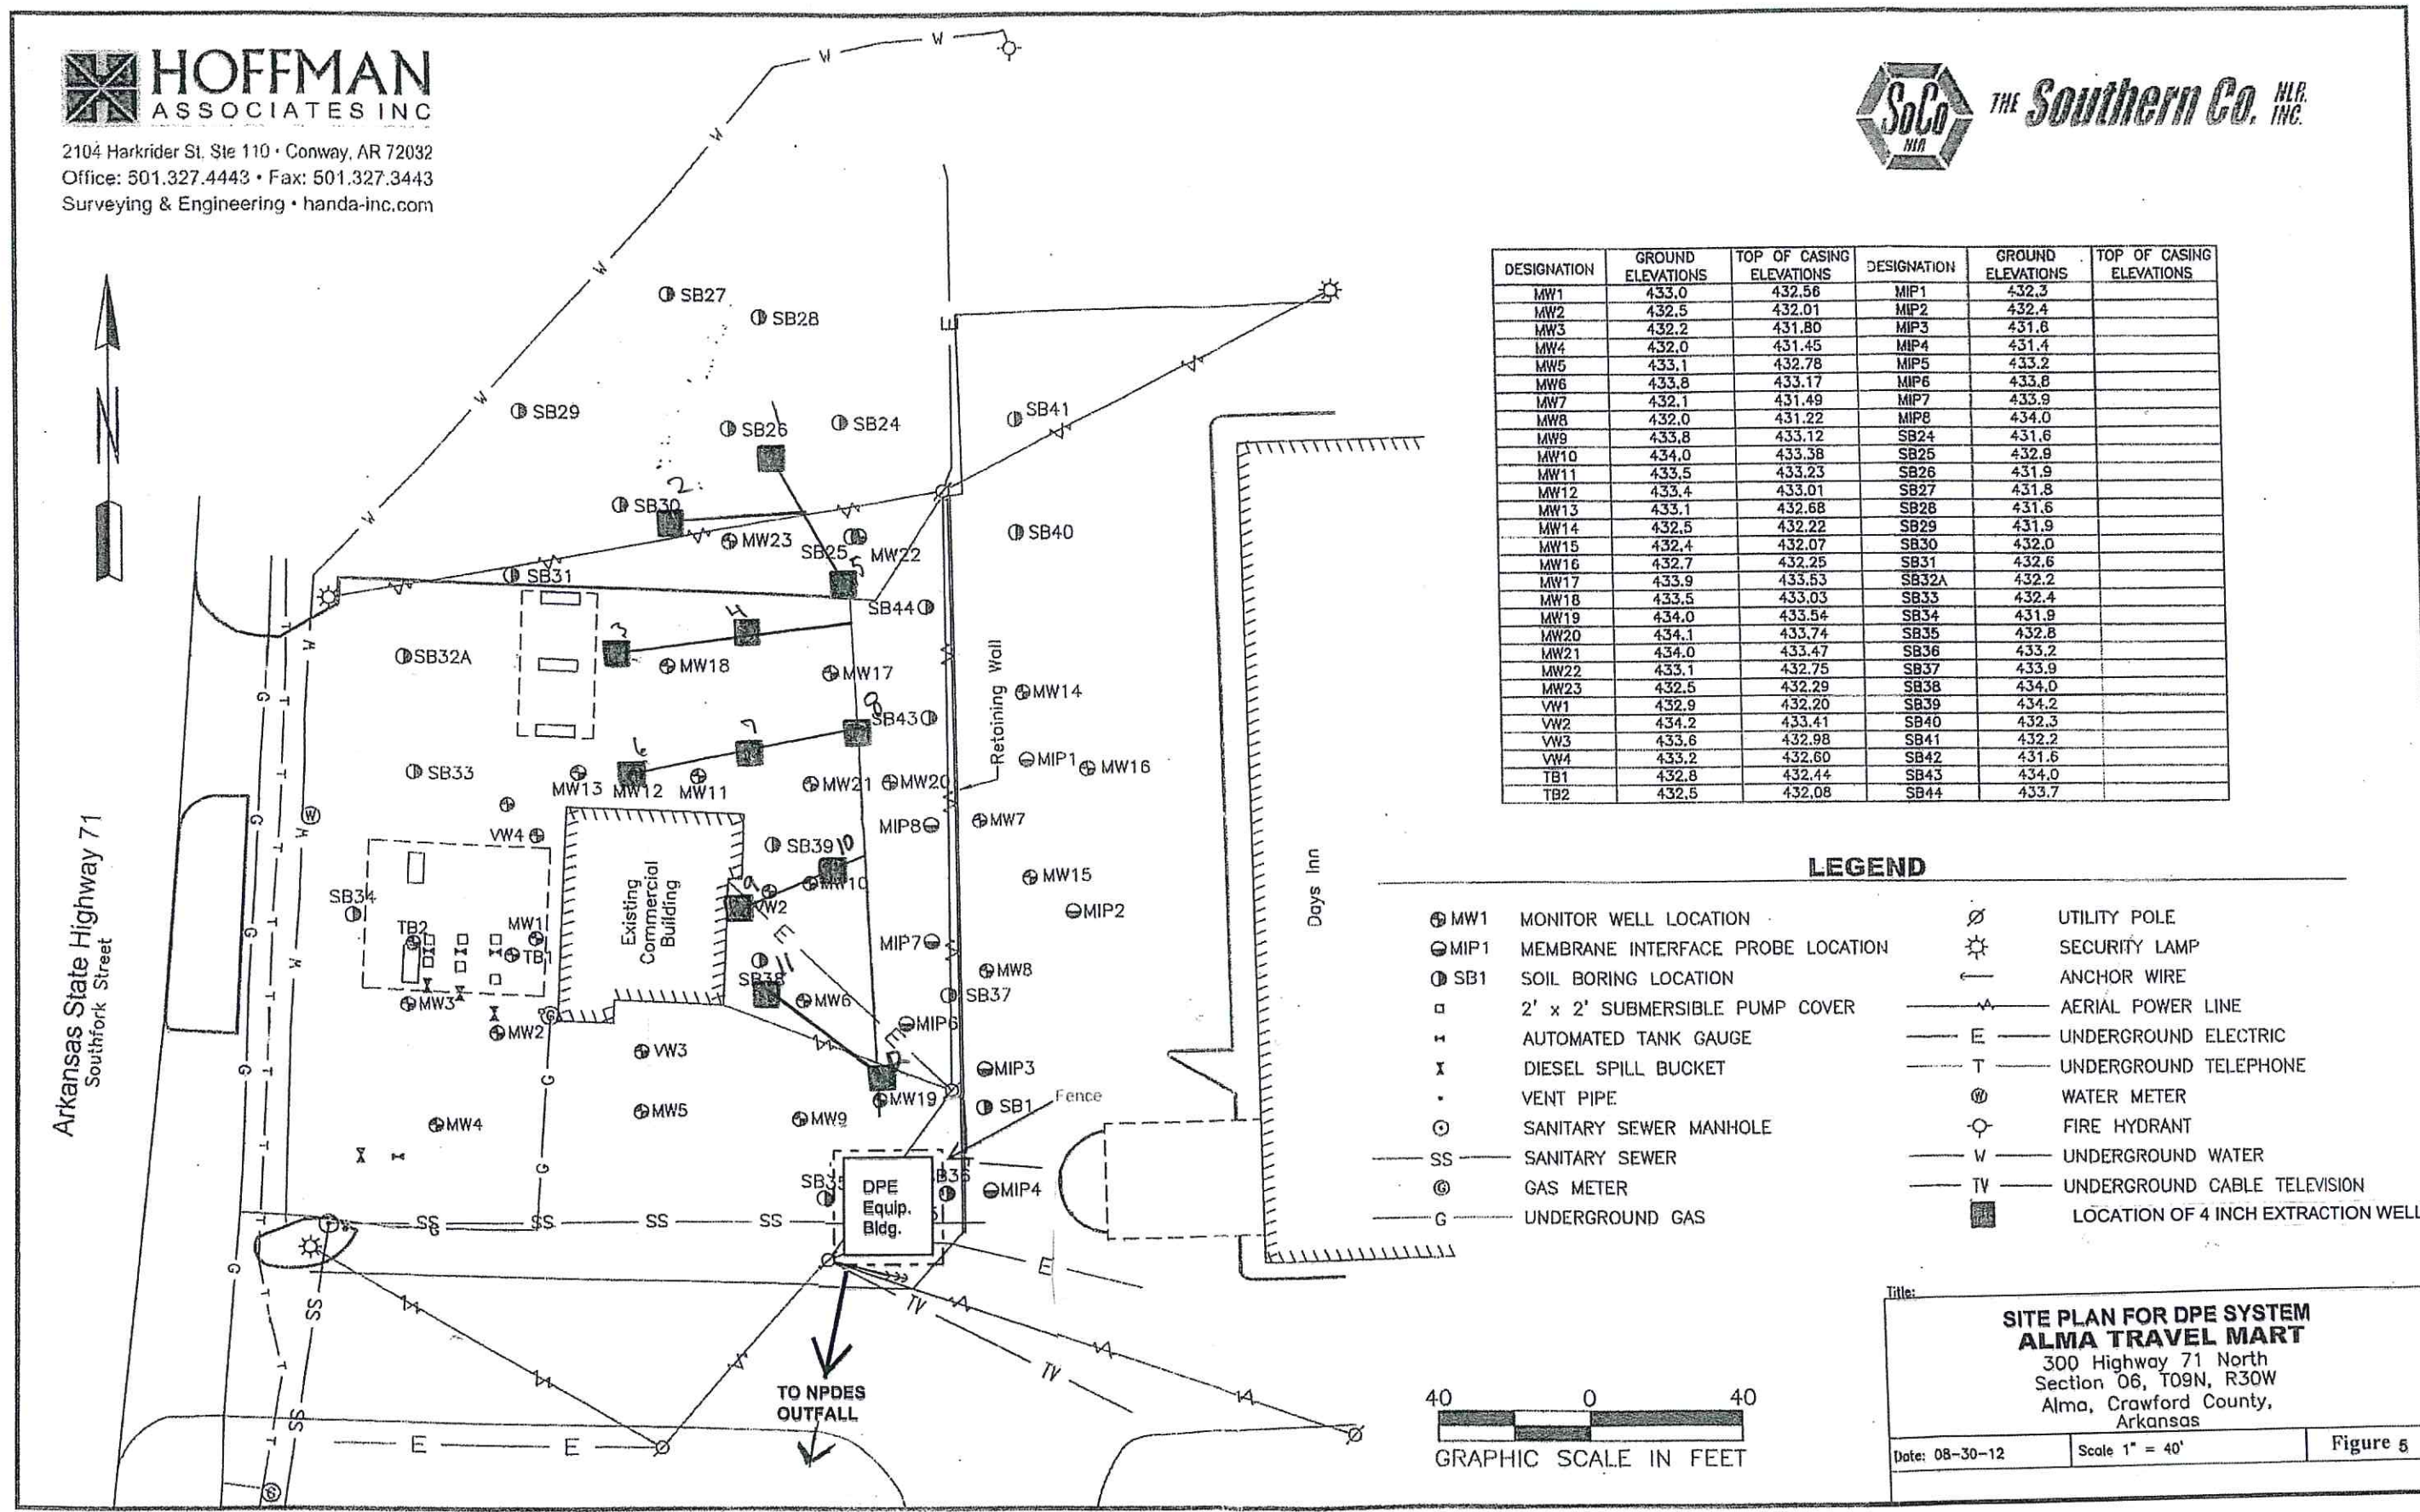 HOFFMAN
ASSOCIATES INC
2104 Harkrider St. Ste 110 • Conway, AR 72032
Office: 501.327.4443 • Fax: 501.327.3443
Surveying & Engineering • handa-inc.com
SoCo
NLR
THE Southern Co. NLR. INC.
DESIGNATION GROUND ELEVATIONS TOP OF CASING ELEVATIONS DESIGNATION GROUND ELEVATIONS TOP OF CASING ELEVATIONS
MW1 433.0 432.56 MIP1 432.3
MW2 432.5 432.01 MIP2 432.4
MW3 432.2 431.80 MIP3 431.6
MW4 432.0 431.45 MIP4 431.4
MW5 433.1 432.78 MIP5 433.2
MW6 433.8 433.17 MIP6 433.8
MW7 432.1 431.49 MIP7 433.9
MW8 432.0 431.22 MIP8 434.0
MW9 433.8 433.12 SB24 431.6
MW10 434.0 433.38 SB25 432.9
MW11 433.5 433.23 SB26 431.9
MW12 433.4 433.01 SB27 431.8
MW13 433.1 432.68 SB28 431.6
MW14 432.5 432.22 SB29 431.9
MW15 432.4 432.07 SB30 432.0
MW16 432.7 432.25 SB31 432.6
MW17 433.9 433.53 SB32A 432.2
MW18 433.5 433.03 SB33 432.4
MW19 434.0 433.54 SB34 431.9
MW20 434.1 433.74 SB35 432.8
MW21 434.0 433.47 SB36 433.2
MW22 433.1 432.75 SB37 433.9
MW23 432.5 432.29 SB38 434.0
VW1 432.9 432.20 SB39 434.2
VW2 434.2 433.41 SB40 432.3
VW3 433.6 432.98 SB41 432.2
VW4 433.2 432.60 SB42 431.6
TB1 432.8 432.44 SB43 434.0
TB2 432.5 432.08 SB44 433.7
N
W
W
W
W
W
W
SB27
SB28
SB29
1
SB26
SB24
SB41
2
SB30
MW23
SB25
MW22
SB40
5
SB31
SB44
3
4
SB32A
MW18
MW17
Retaining Wall
MW14
8
SB43
6
7
MIP1
MW16
SB33
MW13
MW12
MW11
MW21
MW20
VW4
MIP8
MW7
SB39
10
MW10
MW15
9
VW2
MIP2
SB34
TB2
MW1
TB1
Existing
Commercial
Building
MIP7
MW8
11
SB38
MW6
SB37
MW3
MW2
MIP6
VW3
MIP3
MW4
MW5
MW9
MW19
SB1
Fence
Days Inn
Arkansas State Highway 71
Southfork Street
DPE
Equip.
Bldg.
MIP4
SS SS SS SS
TV
TV
E
E E
TO NPDES
OUTFALL
LEGEND
MW1 MONITOR WELL LOCATION
MIP1 MEMBRANE INTERFACE PROBE LOCATION
SB1 SOIL BORING LOCATION
2' x 2' SUBMERSIBLE PUMP COVER
AUTOMATED TANK GAUGE
DIESEL SPILL BUCKET
VENT PIPE
SANITARY SEWER MANHOLE
SS SANITARY SEWER
GAS METER
G UNDERGROUND GAS
UTILITY POLE
SECURITY LAMP
ANCHOR WIRE
AERIAL POWER LINE
E UNDERGROUND ELECTRIC
T UNDERGROUND TELEPHONE
WATER METER
FIRE HYDRANT
W UNDERGROUND WATER
TV UNDERGROUND CABLE TELEVISION
LOCATION OF 4 INCH EXTRACTION WELL
40 0 40
GRAPHIC SCALE IN FEET
Title:
SITE PLAN FOR DPE SYSTEM
ALMA TRAVEL MART
300 Highway 71 North
Section 06, T09N, R30W
Alma, Crawford County,
Arkansas
Date: 08-30-12 Scale 1" = 40' Figure 5